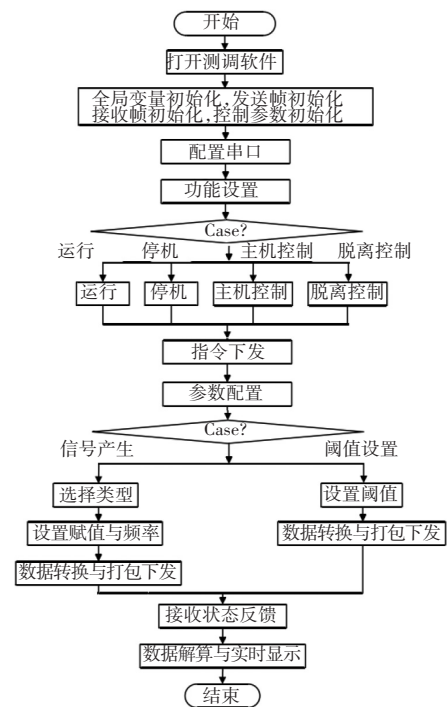 开始
打开测调软件
全局变量初始化,发送帧初始化
接收帧初始化,控制参数初始化
配置串口
功能设置
Case?
运行 停机 主机控制 脱离控制
运行 停机 主机控制 脱离控制
指令下发
参数配置
Case?
信号产生 阈值设置
选择类型 设置阈值
设置赋值与频率 数据转换与打包下发
数据转换与打包下发
接收状态反馈
数据解算与实时显示
结束